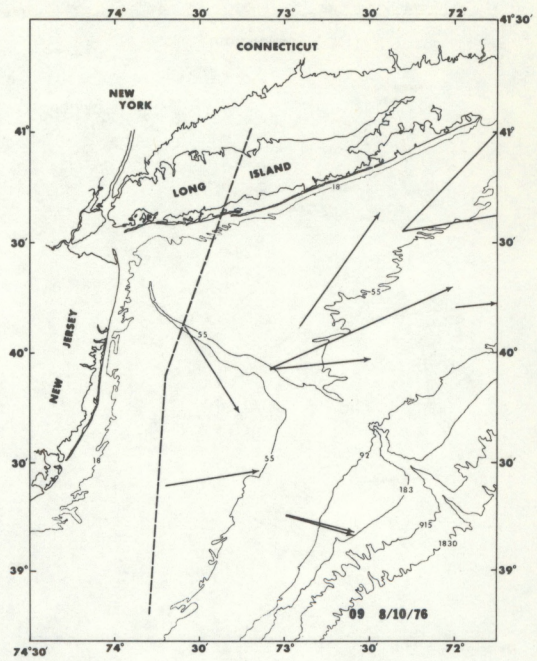 74° 30' 73° 30' 72° 41°30'
CONNECTICUT
NEW
YORK
41° 41°
LONG ISLAND
18
30' 30'
55
55
NEW JERSEY
40° 40°
55
92
18
30' 30'
183
915
1830
39° 39°
09 8/10/76
74°30' 74° 30' 73° 30' 72°